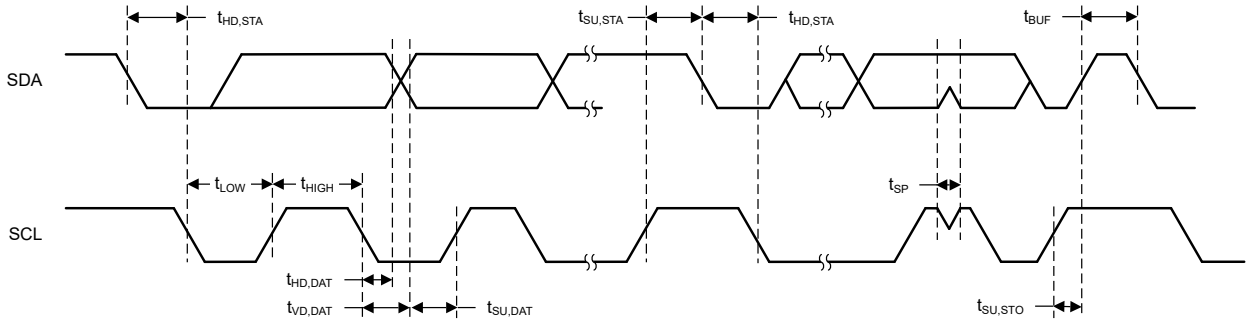 tHD,STA
tSU,STA
tHD,STA
tBUF
SDA
tLOW
tHIGH
tSP
SCL
tHD,DAT
tVD,DAT
tSU,DAT
tSU,STO